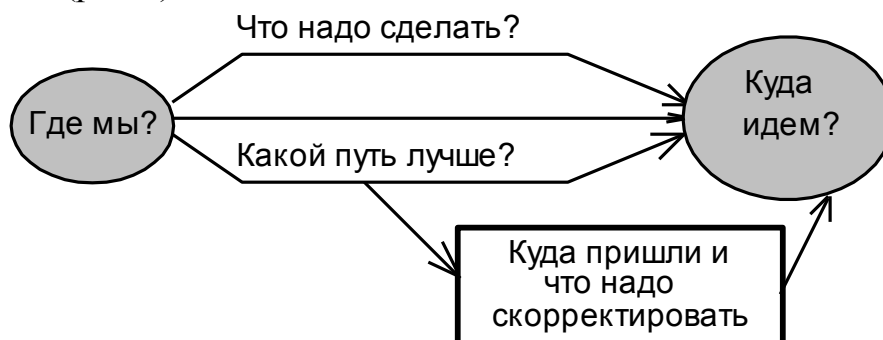 Что надо сделать?
Где мы?
Куда
идем?
Какой путь лучше?
Куда пришли и
что надо
скорректировать